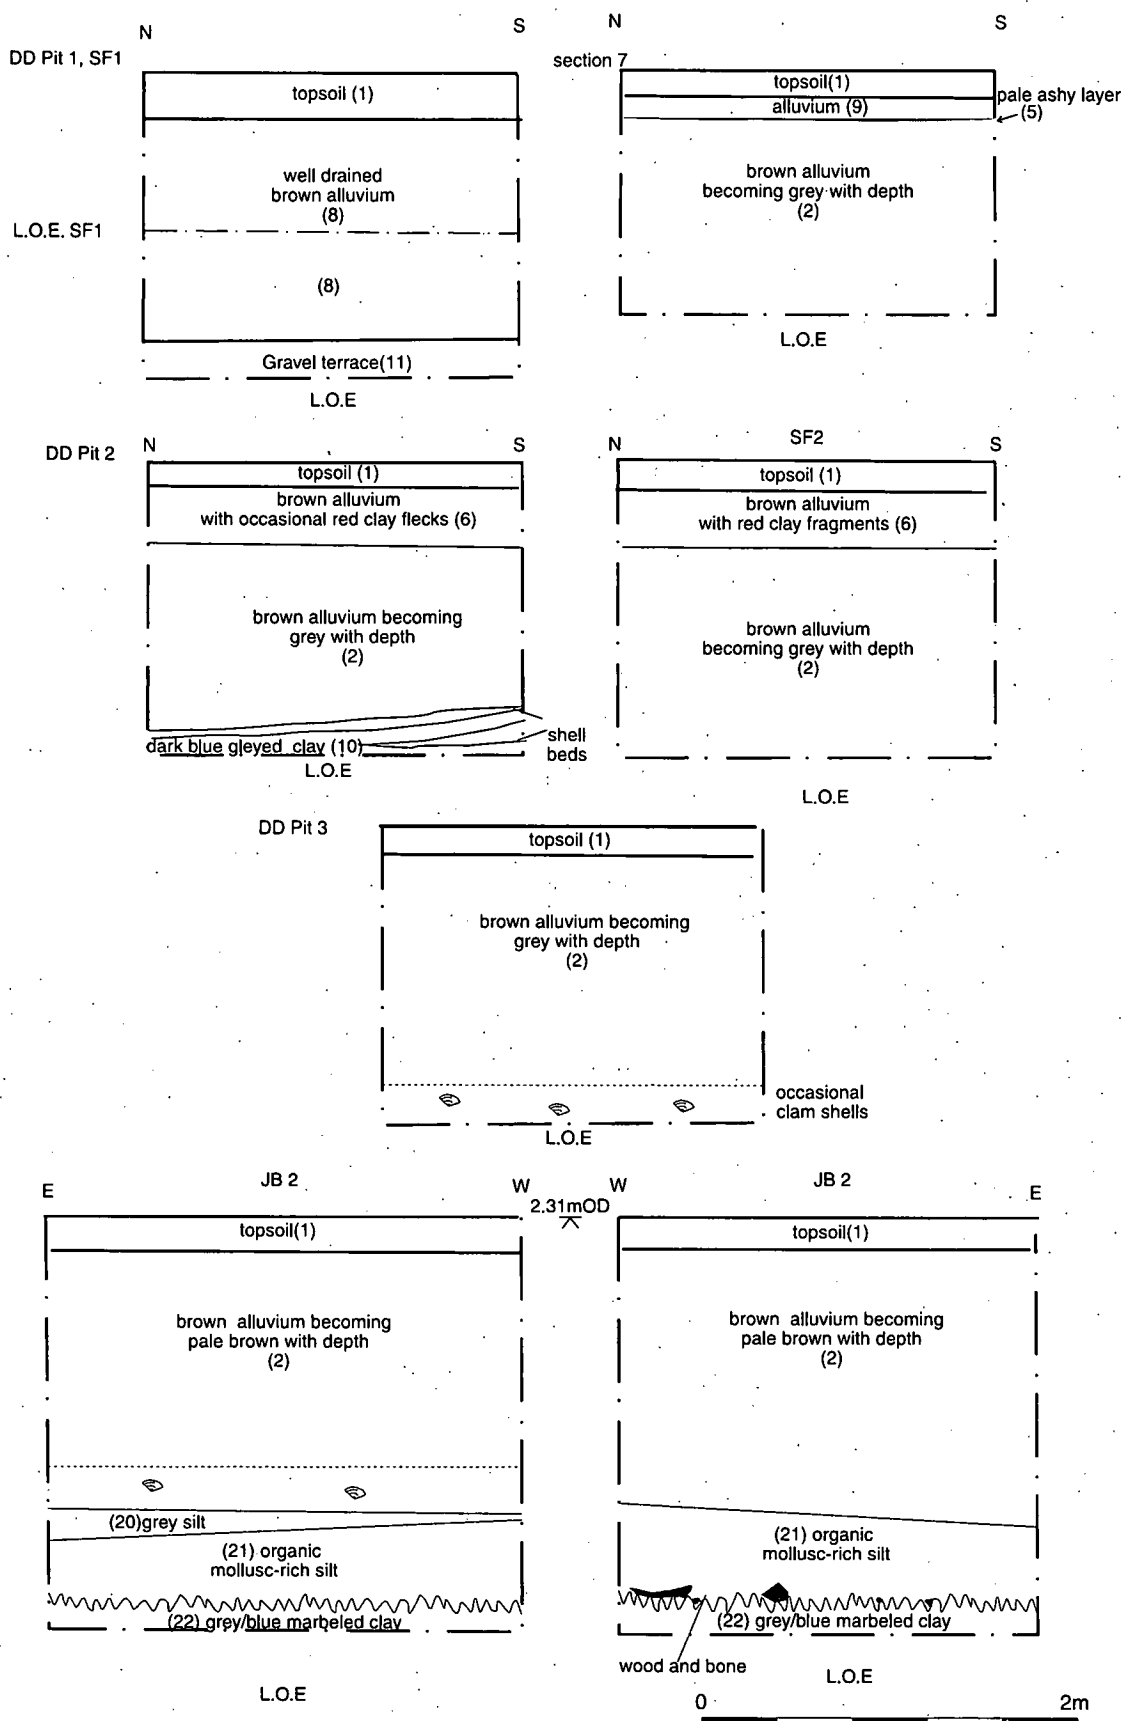 N
S
DD Pit 1, SF1
topsoil (1)
well drained
brown alluvium
(8)
L.O.E. SF1
(8)
Gravel terrace(11)
L.O.E
N
S
section 7
topsoil(1)
alluvium (9)
pale ashy layer
(5)
brown alluvium
becoming grey with depth
(2)
L.O.E
DD Pit 2
N
S
topsoil (1)
brown alluvium
with occasional red clay flecks (6)
brown alluvium becoming
grey with depth
(2)
dark blue gleyed clay (10)
shell
beds
L.O.E
N
SF2
S
topsoil (1)
brown alluvium
with red clay fragments (6)
brown alluvium
becoming grey with depth
(2)
L.O.E
DD Pit 3
topsoil (1)
brown alluvium becoming
grey with depth
(2)
occasional
clam shells
L.O.E
E
JB 2
W
2.31mOD
topsoil(1)
brown alluvium becoming
pale brown with depth
(2)
(20)grey silt
(21) organic
mollusc-rich silt
(22) grey/blue marbeled clay
L.O.E
W
JB 2
E
topsoil(1)
brown alluvium becoming
pale brown with depth
(2)
(21) organic
mollusc-rich silt
(22) grey/blue marbeled clay
wood and bone
L.O.E
0
2m